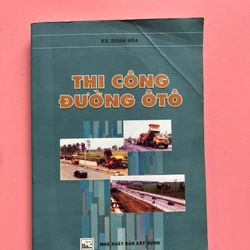 KS. ĐOÀN HOA
THI CÔNG
ĐƯỜNG ÔTÔ
NHÀ XUẤT BẢN XÂY DỰNG